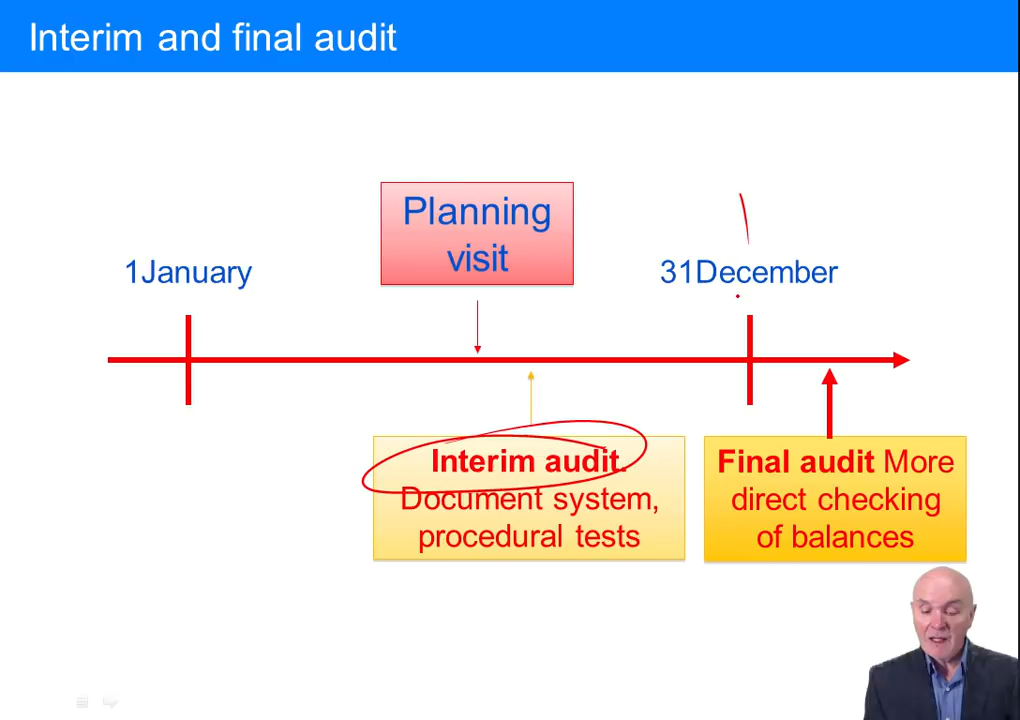 Interim and final audit
Planning
visit
1January
31December
Interim audit.
Document system,
procedural tests
Final audit More
direct checking
of balances